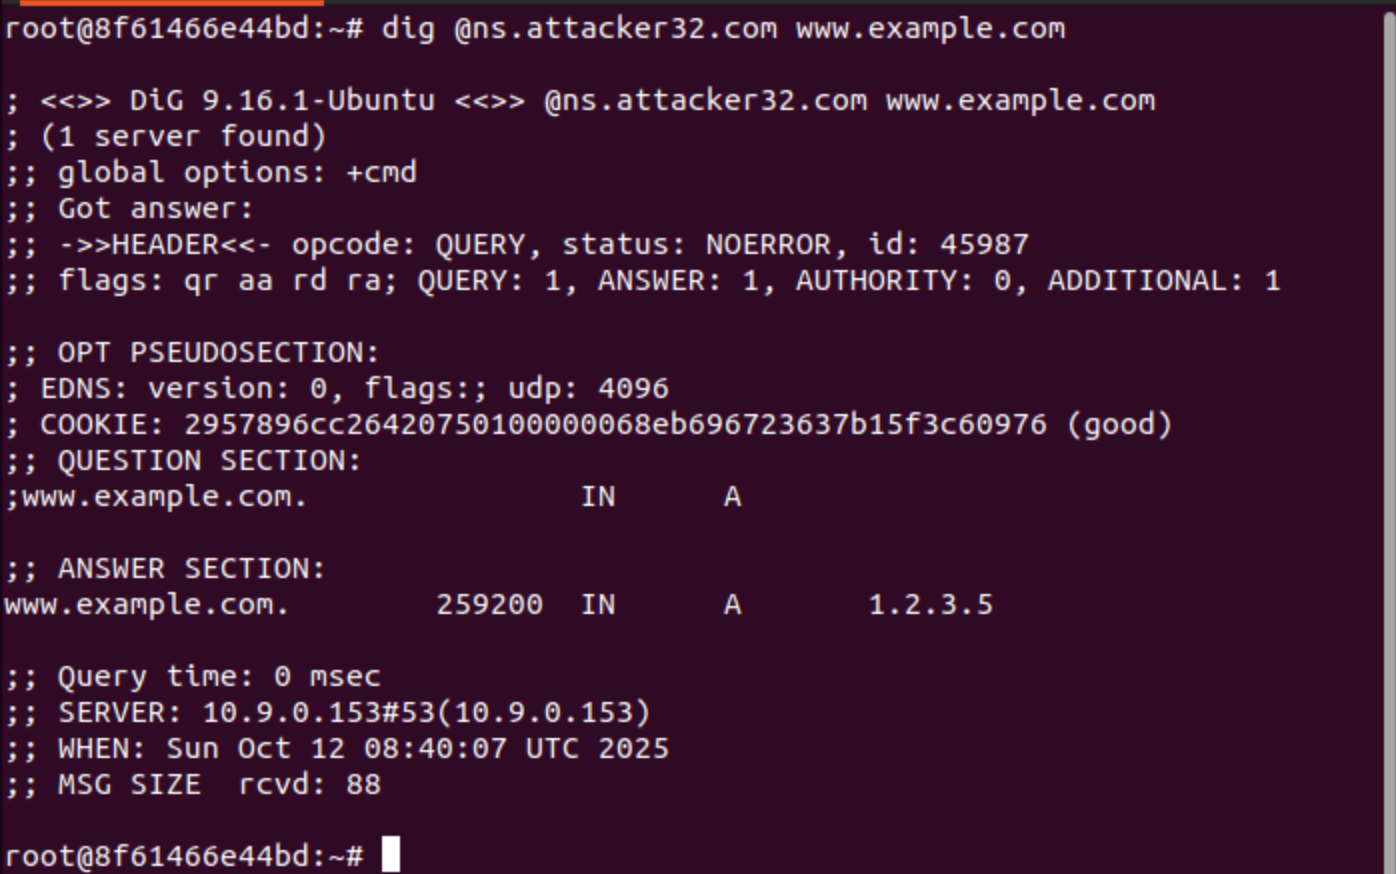 root@8f61466e44bd:~# dig @ns.attacker32.com www.example.com
; <<>> DiG 9.16.1-Ubuntu <<>> @ns.attacker32.com www.example.com
; (1 server found)
;; global options: +cmd
;; Got answer:
;; ->>HEADER<<- opcode: QUERY, status: NOERROR, id: 45987
;; flags: qr aa rd ra; QUERY: 1, ANSWER: 1, AUTHORITY: 0, ADDITIONAL: 1
;; OPT PSEUDOSECTION:
; EDNS: version: 0, flags:; udp: 4096
; COOKIE: 2957896cc26420750100000068eb696723637b15f3c60976 (good)
;; QUESTION SECTION:
;www.example.com. IN A
;; ANSWER SECTION:
www.example.com. 259200 IN A 1.2.3.5
;; Query time: 0 msec
;; SERVER: 10.9.0.153#53(10.9.0.153)
;; WHEN: Sun Oct 12 08:40:07 UTC 2025
;; MSG SIZE  rcvd: 88
root@8f61466e44bd:~#